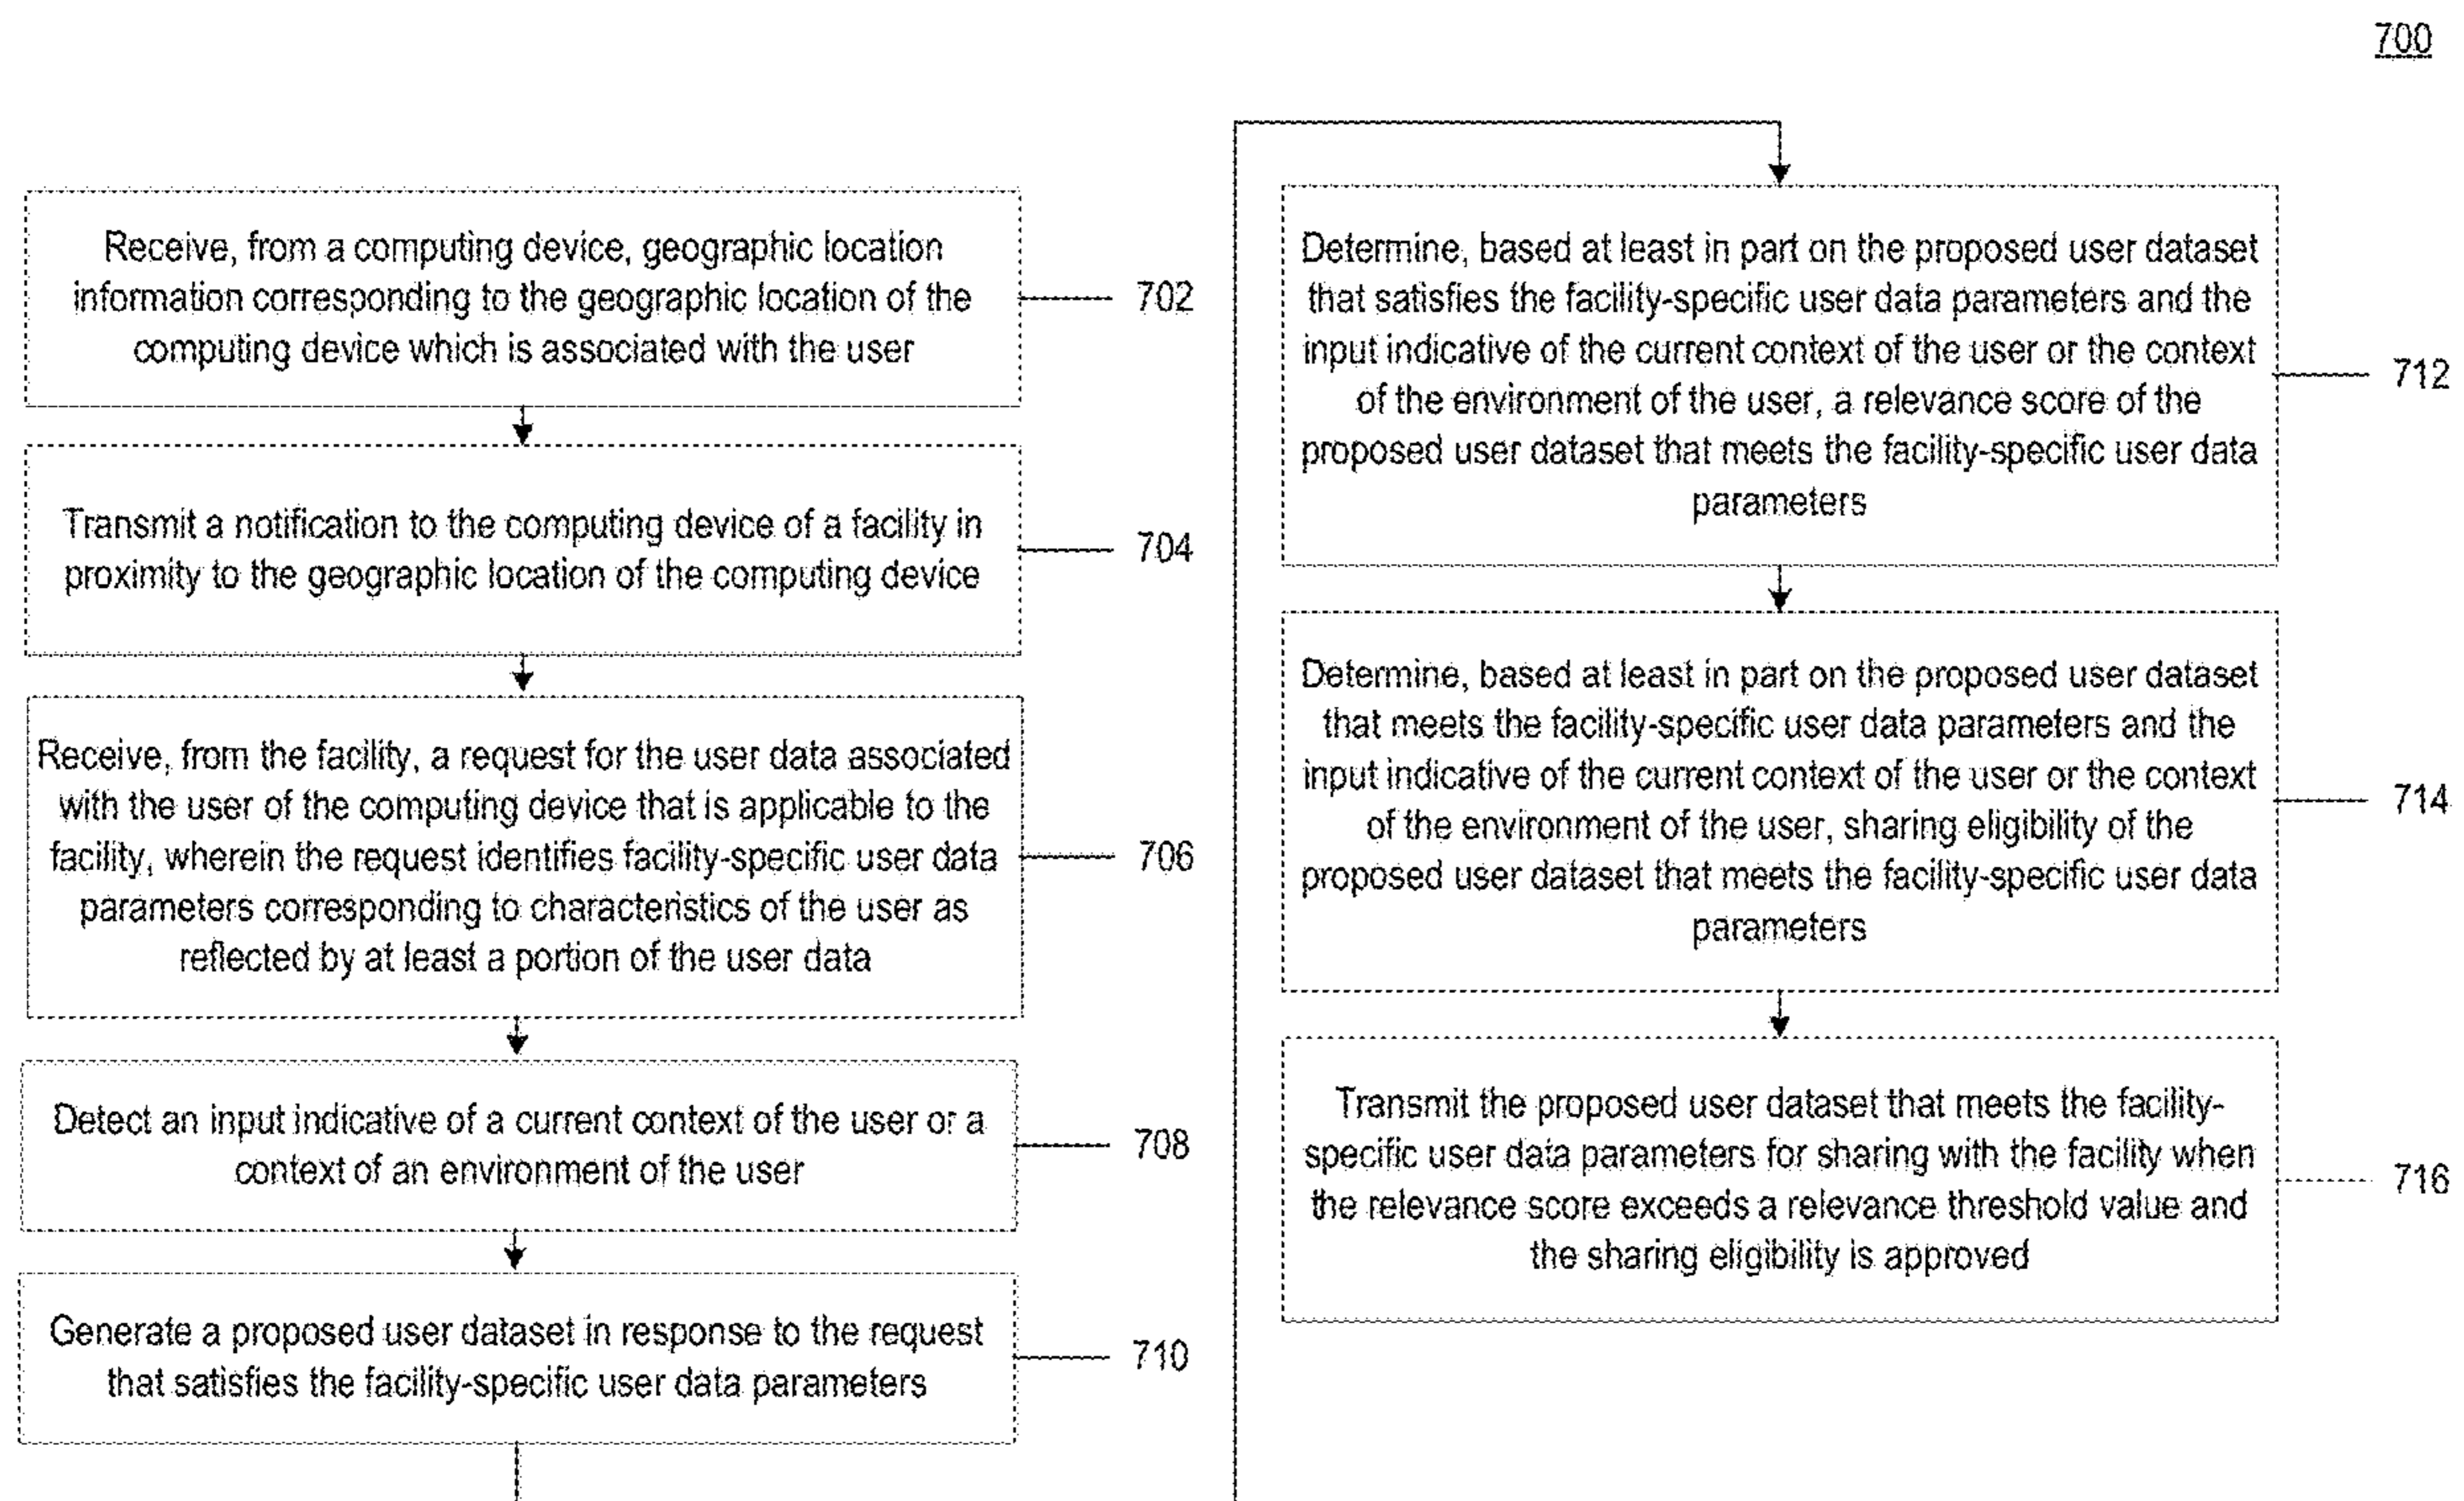 700
Receive, from a computing device, geographic location
information corresponding to the geographic location of the
computing device which is associated with the user
702
Transmit a notification to the computing device of a facility in
proximity to the geographic location of the computing device
704
Receive, from the facility, a request for the user data associated
with the user of the computing device that is applicable to the
facility, wherein the request identifies facility-specific user data
parameters corresponding to characteristics of the user as
reflected by at least a portion of the user data
706
Detect an input indicative of a current context of the user or a
context of an environment of the user
708
Generate a proposed user dataset in response to the request
that satisfies the facility-specific user data parameters
710
Determine, based at least in part on the proposed user dataset
that satisfies the facility-specific user data parameters and the
input indicative of the current context of the user or the context
of the environment of the user, a relevance score of the
proposed user dataset that meets the facility-specific user data
parameters
712
Determine, based at least in part on the proposed user dataset
that meets the facility-specific user data parameters and the
input indicative of the current context of the user or the context
of the environment of the user, sharing eligibility of the
proposed user dataset that meets the facility-specific user data
parameters
714
Transmit the proposed user dataset that meets the facility-
specific user data parameters for sharing with the facility when
the relevance score exceeds a relevance threshold value and
the sharing eligibility is approved
716